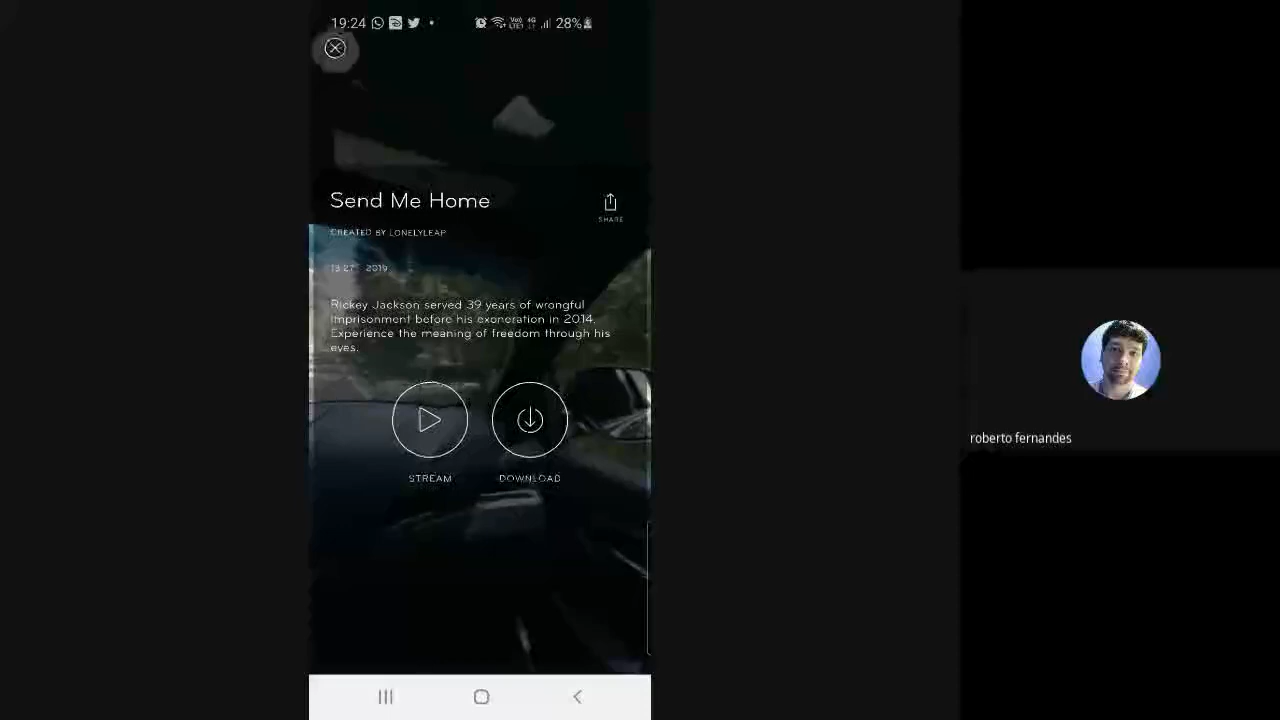 19:24 28%
Send Me Home
SHARE
CREATED BY LONELYLEAP
2019
Rickey Jackson served 39 years of wrongful
imprisonment before his exoneration in 2014.
Experience the meaning of freedom through his
eyes.
STREAM DOWNLOAD
roberto fernandes